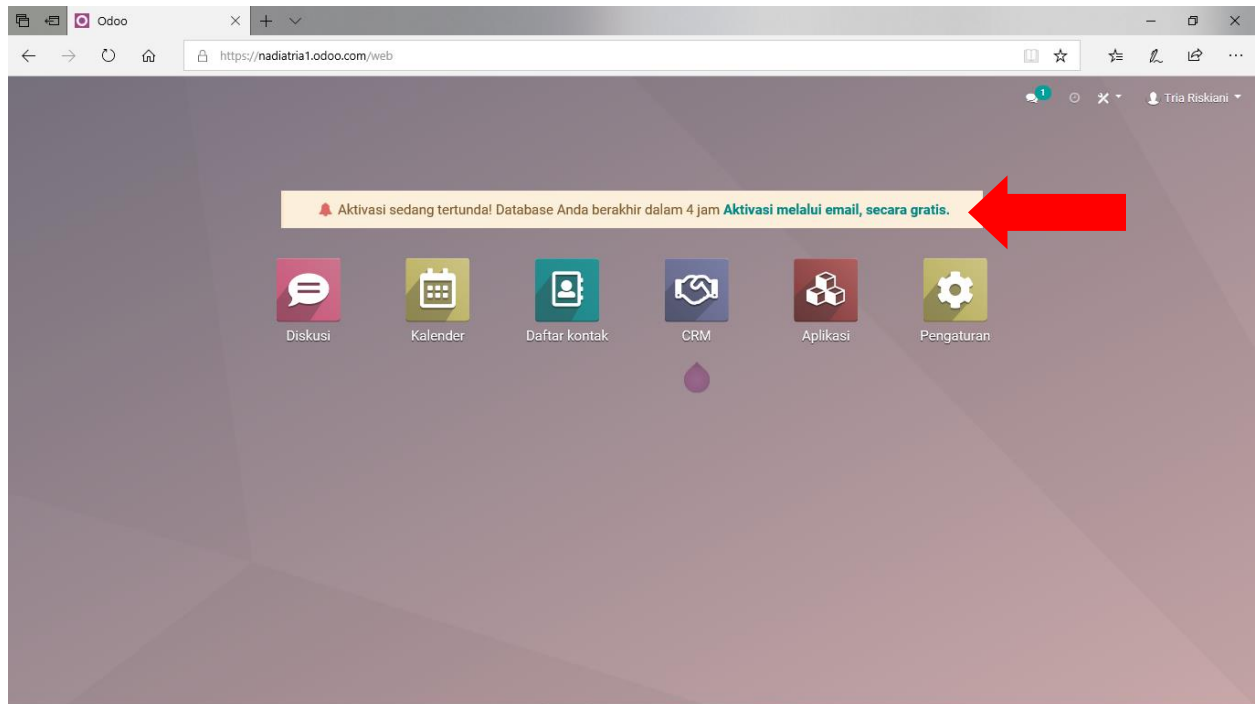 Odoo
https://nadiatria1.odoo.com/web
1
Tria Riskiani
Aktivasi sedang tertunda! Database Anda berakhir dalam 4 jam Aktivasi melalui email, secara gratis.
Diskusi
Kalender
Daftar kontak
CRM
Aplikasi
Pengaturan